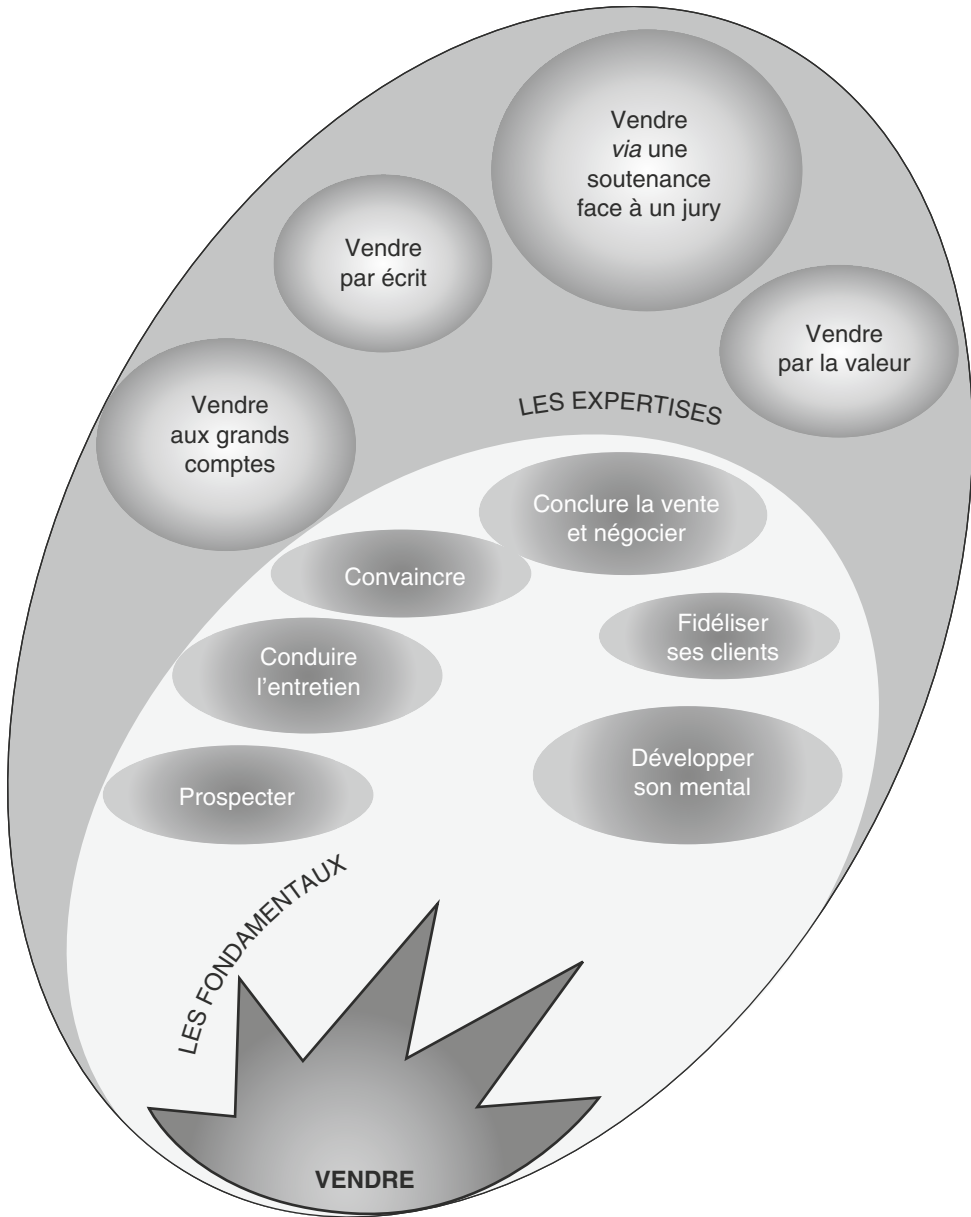 Vendre
via une
soutenance
face à un jury
Vendre
par écrit
Vendre
par la valeur
Vendre
aux grands
comptes
LES EXPERTISES
Conclure la vente
et négocier
Convaincre
Fidéliser
ses clients
Conduire
l'entretien
Développer
son mental
Prospecter
LES FONDAMENTAUX
VENDRE